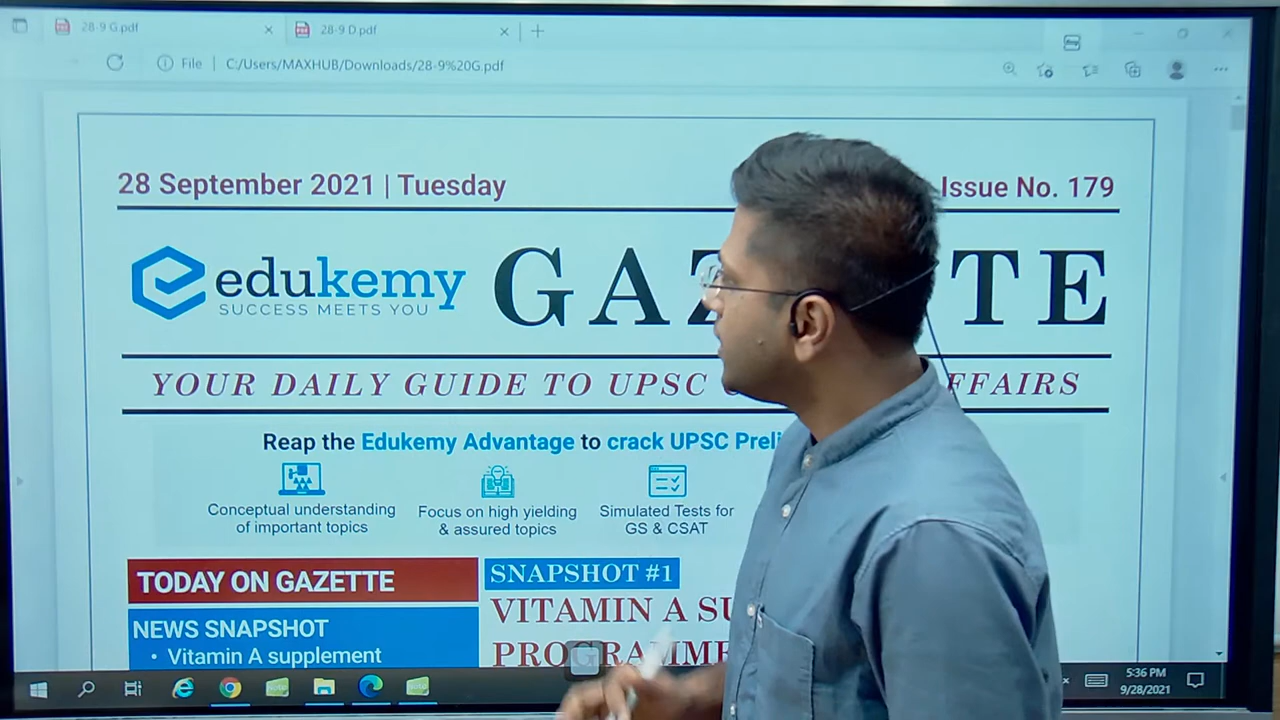 28-9 G.pdf
28-9 D.pdf
File
C:/Users/MAXHUB/Downloads/28-9%20G.pdf
28 September 2021 | Tuesday
Issue No. 179
edukemy
SUCCESS MEETS YOU
GAZ TE
YOUR DAILY GUIDE TO UPSC FFAIRS
Reap the Edukemy Advantage to crack UPSC Preli
Conceptual understanding
of important topics
Focus on high yielding
& assured topics
Simulated Tests for
GS & CSAT
TODAY ON GAZETTE
NEWS SNAPSHOT
• Vitamin A supplement
SNAPSHOT #1
VITAMIN A SU
PROGRAMME
5:36 PM
9/28/2021